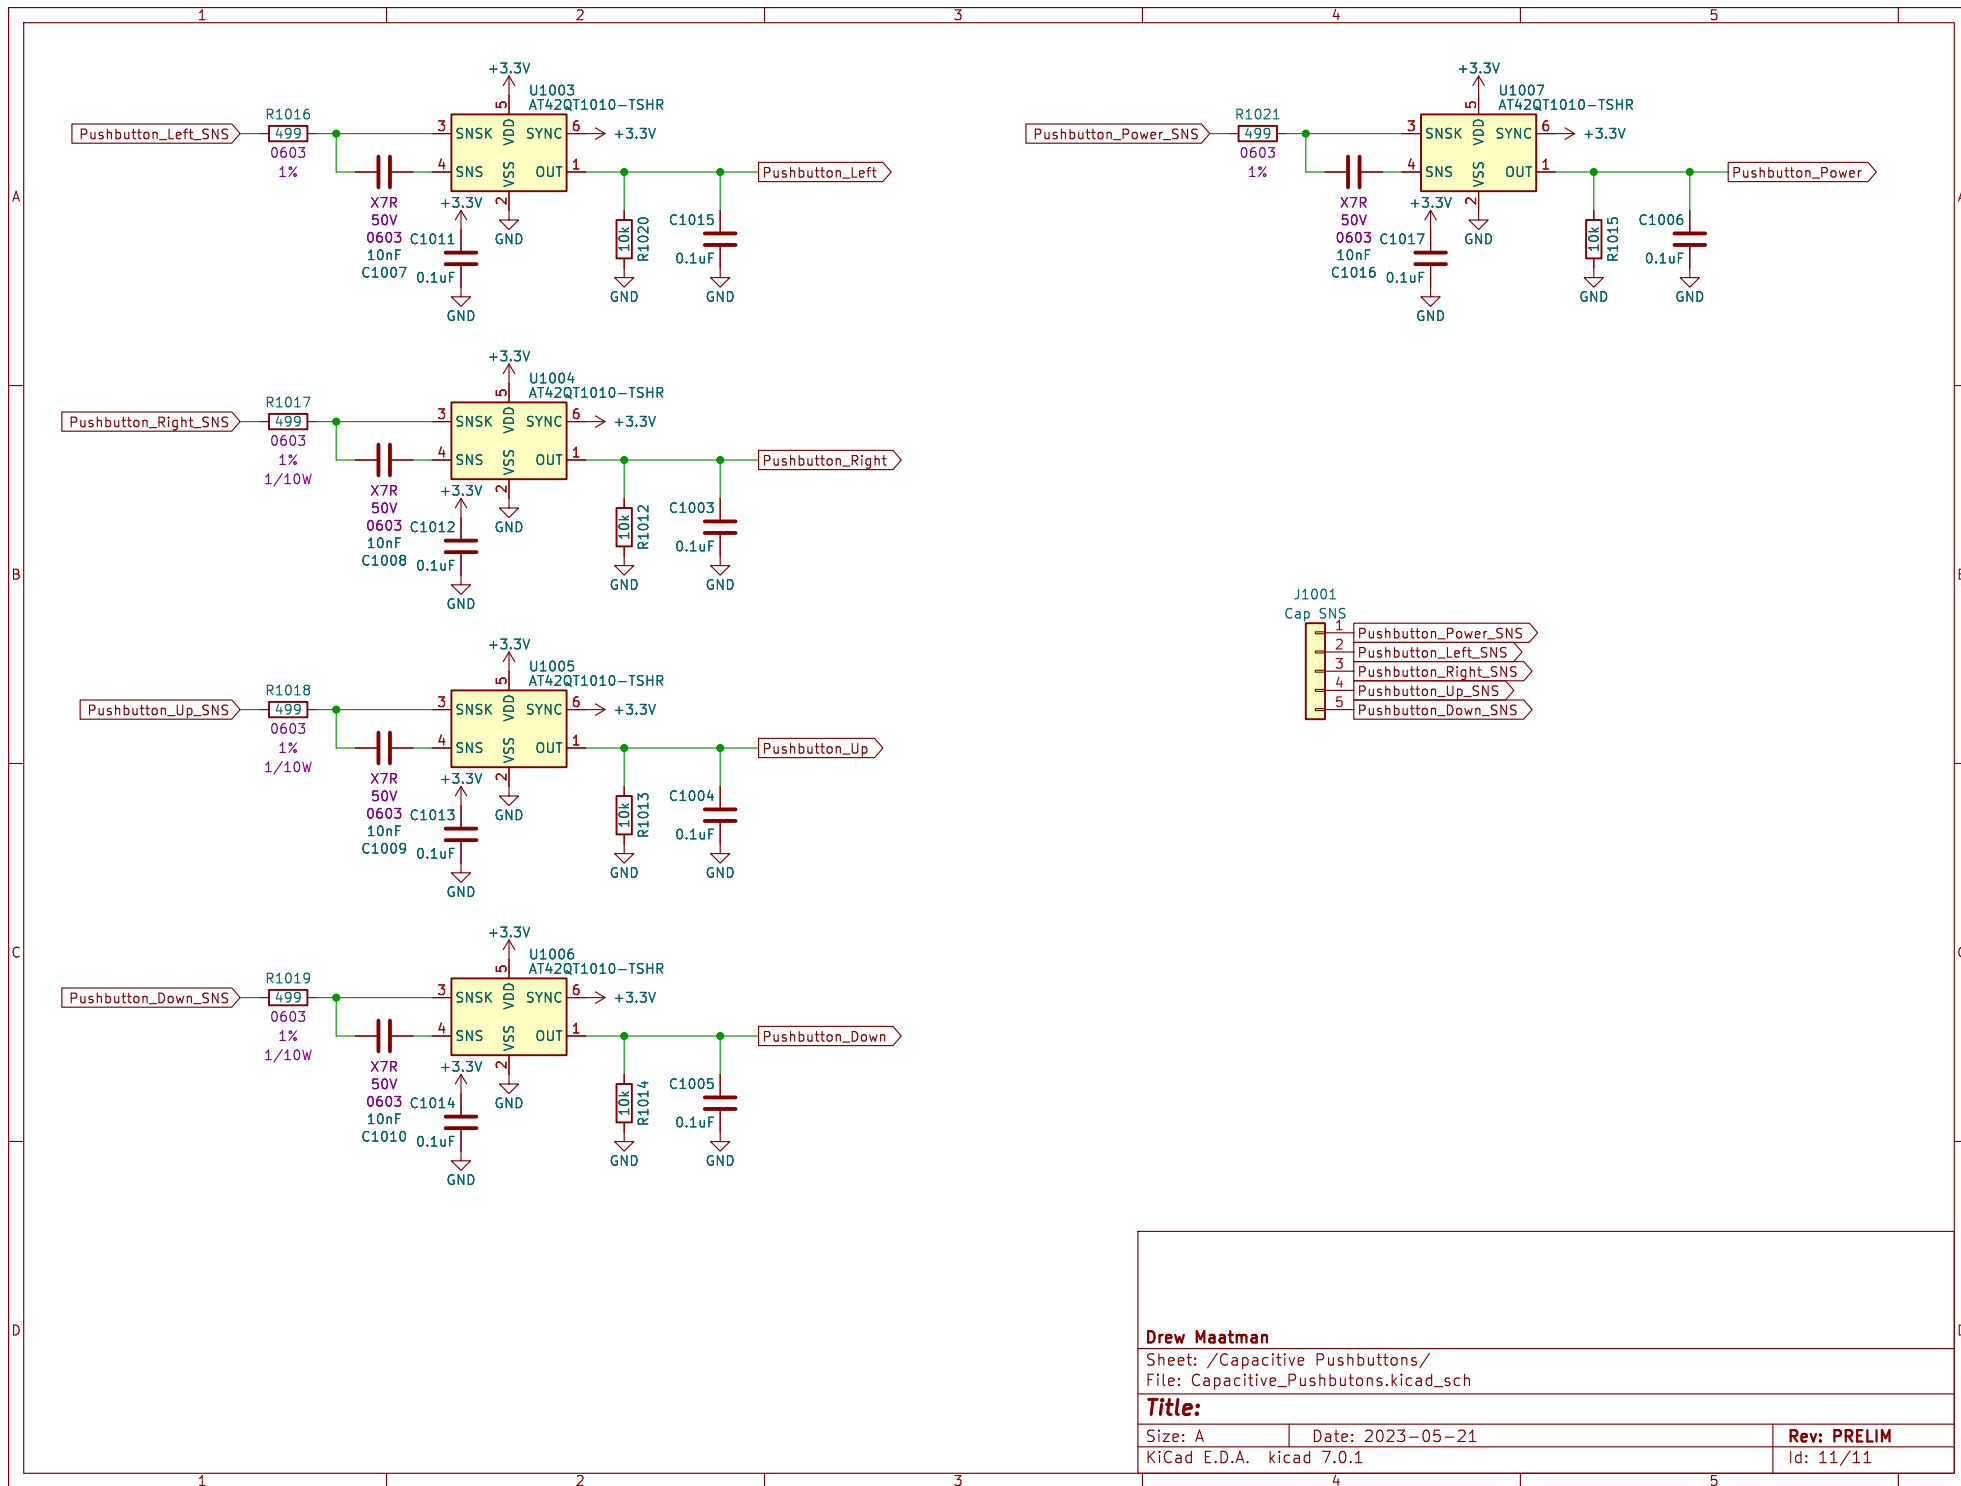 1 2 3 4 5
A
B
C
D
+3.3V
U1003
AT42QT1010-TSHR
R1016
Pushbutton_Left_SNS
499
0603
1%
3 SNSK VDD SYNC 6 +3.3V
5
4 SNS VSS OUT 1
2
Pushbutton_Left
X7R
50V
0603
10nF
C1007
+3.3V
C1011
0.1uF
GND
GND
10k
R1020
GND
C1015
0.1uF
GND
+3.3V
U1007
AT42QT1010-TSHR
R1021
Pushbutton_Power_SNS
499
0603
1%
3 SNSK VDD SYNC 6 +3.3V
5
4 SNS VSS OUT 1
2
Pushbutton_Power
X7R
50V
0603
10nF
C1016
+3.3V
C1017
0.1uF
GND
GND
10k
R1015
GND
C1006
0.1uF
GND
+3.3V
U1004
AT42QT1010-TSHR
R1017
Pushbutton_Right_SNS
499
0603
1%
1/10W
3 SNSK VDD SYNC 6 +3.3V
5
4 SNS VSS OUT 1
2
Pushbutton_Right
X7R
50V
0603
10nF
C1008
+3.3V
C1012
0.1uF
GND
GND
10k
R1012
GND
C1003
0.1uF
GND
J1001
Cap SNS
1 Pushbutton_Power_SNS
2 Pushbutton_Left_SNS
3 Pushbutton_Right_SNS
4 Pushbutton_Up_SNS
5 Pushbutton_Down_SNS
+3.3V
U1005
AT42QT1010-TSHR
R1018
Pushbutton_Up_SNS
499
0603
1%
1/10W
3 SNSK VDD SYNC 6 +3.3V
5
4 SNS VSS OUT 1
2
Pushbutton_Up
X7R
50V
0603
10nF
C1009
+3.3V
C1013
0.1uF
GND
GND
10k
R1013
GND
C1004
0.1uF
GND
+3.3V
U1006
AT42QT1010-TSHR
R1019
Pushbutton_Down_SNS
499
0603
1%
1/10W
3 SNSK VDD SYNC 6 +3.3V
5
4 SNS VSS OUT 1
2
Pushbutton_Down
X7R
50V
0603
10nF
C1010
+3.3V
C1014
0.1uF
GND
GND
10k
R1014
GND
C1005
0.1uF
GND
Drew Maatman
Sheet: /Capacitive Pushbuttons/
File: Capacitive_Pushbutons.kicad_sch
Title:
Size: A Date: 2023-05-21 Rev: PRELIM
KiCad E.D.A. kicad 7.0.1 Id: 11/11
1 2 3 4 5